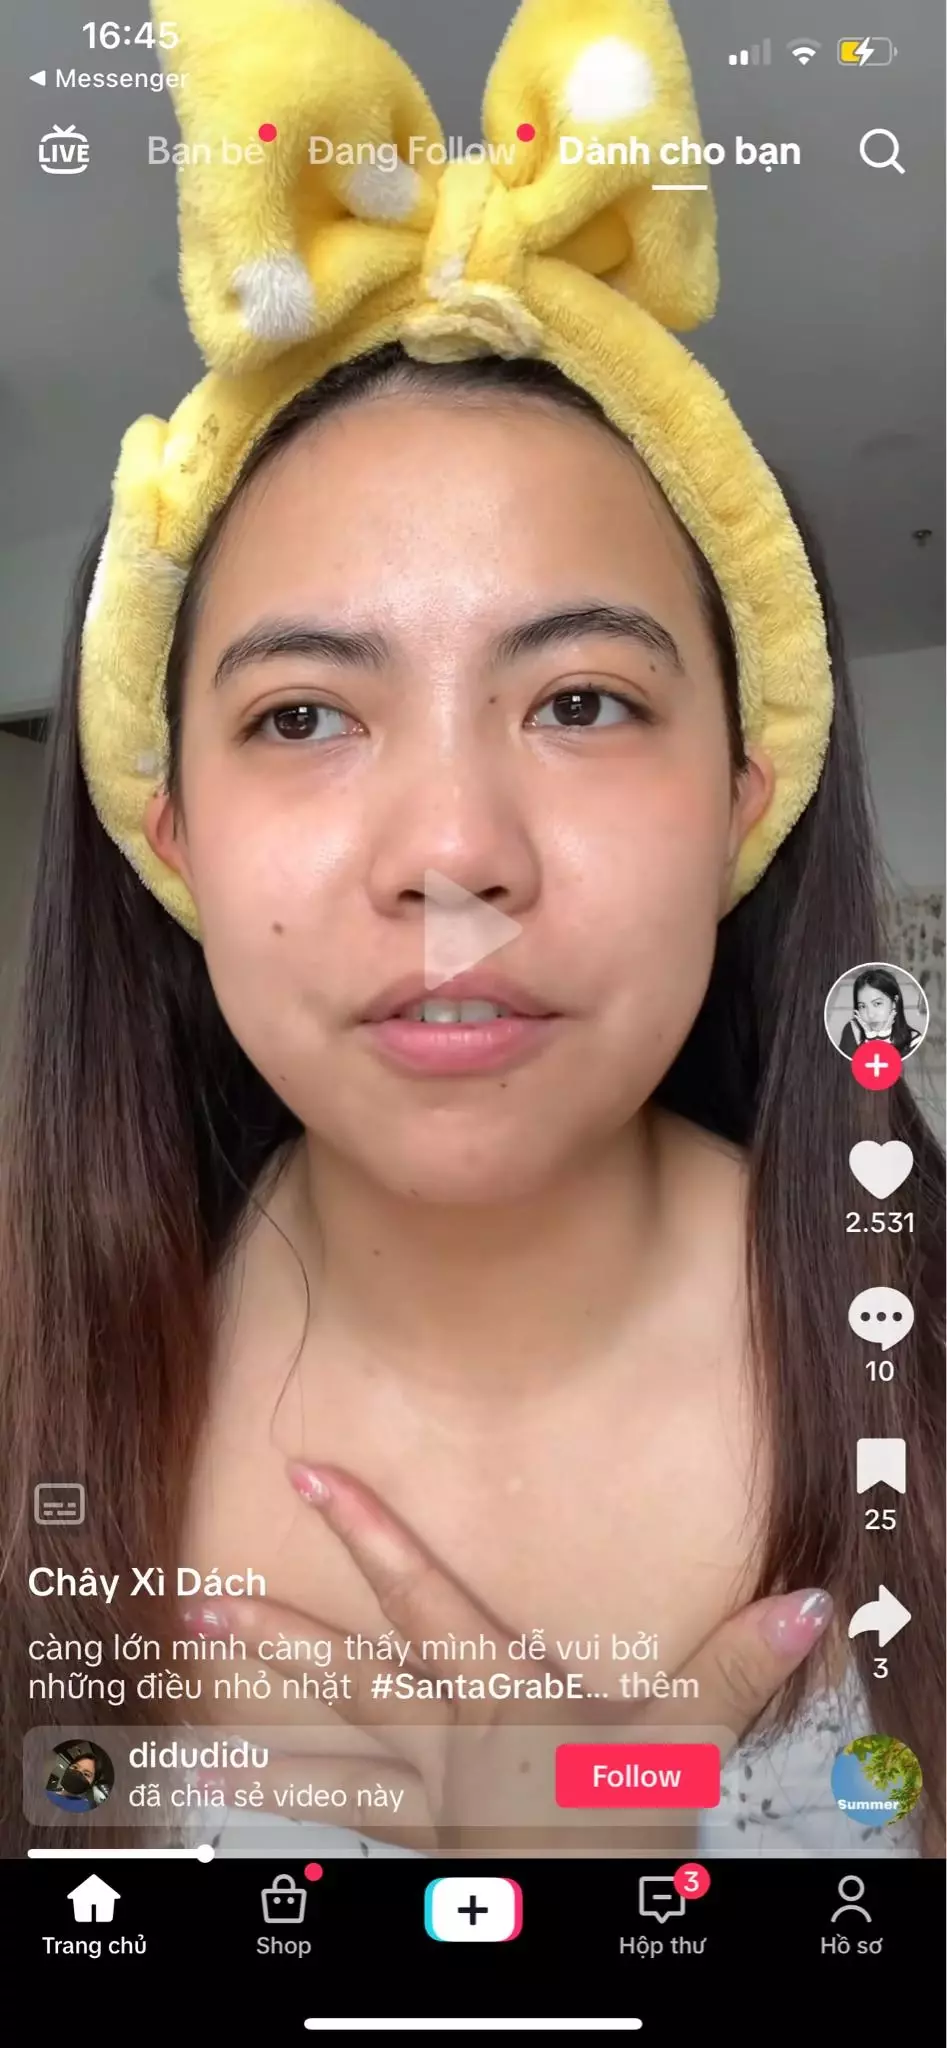 16:45
Messenger
LIVE
Bạn bè Đang Follow Dành cho bạn
2.531
10
25
3
Chây Xì Dách
càng lớn mình càng thấy mình dễ vui bởi
những điều nhỏ nhặt #SantaGrabE... thêm
didudidu
đã chia sẻ video này
Follow
Summer
3
Trang chủ Shop Hộp thư Hồ sơ